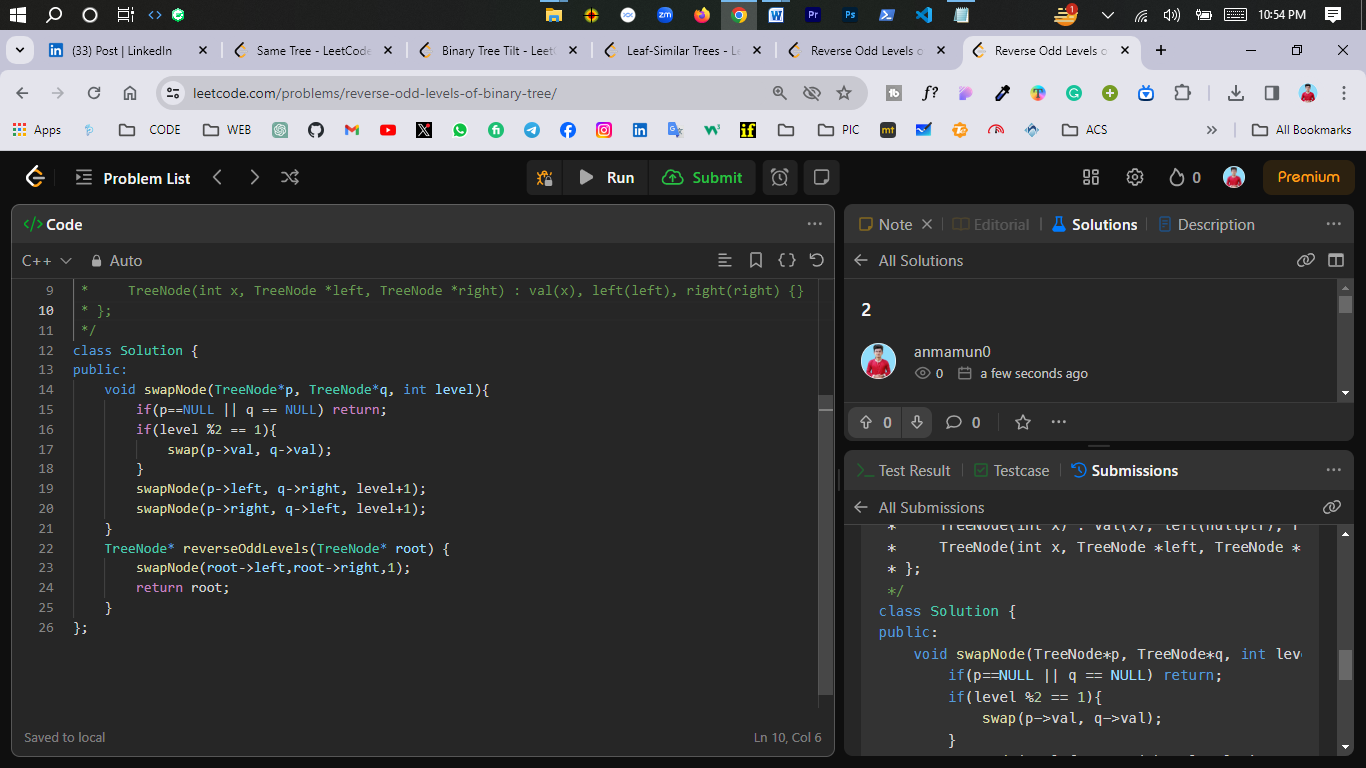 10:54 PM
(33) Post | LinkedIn
Same Tree - LeetCode
Binary Tree Tilt - Leet
Leaf-Similar Trees - L
Reverse Odd Levels o
Reverse Odd Levels o
leetcode.com/problems/reverse-odd-levels-of-binary-tree/
Apps
CODE
WEB
PIC
ACS
All Bookmarks
Problem List
Run
Submit
0
Premium
</> Code
C++
Auto
9 * TreeNode(int x, TreeNode *left, TreeNode *right) : val(x), left(left), right(right) {}
10 * };
11 */
12 class Solution {
13 public:
14 void swapNode(TreeNode*p, TreeNode*q, int level){
15 if(p==NULL || q == NULL) return;
16 if(level %2 == 1){
17 swap(p->val, q->val);
18 }
19 swapNode(p->left, q->right, level+1);
20 swapNode(p->right, q->left, level+1);
21 }
22 TreeNode* reverseOddLevels(TreeNode* root) {
23 swapNode(root->left,root->right,1);
24 return root;
25 }
26 };
Saved to local
Ln 10, Col 6
Note
Editorial
Solutions
Description
All Solutions
2
anmamun0
0
a few seconds ago
0
0
Test Result
Testcase
Submissions
All Submissions
* TreeNode(int x) : val(x), left(nullptr), r
* TreeNode(int x, TreeNode *left, TreeNode *
* };
*/
class Solution {
public:
void swapNode(TreeNode*p, TreeNode*q, int lev
if(p==NULL || q == NULL) return;
if(level %2 == 1){
swap(p->val, q->val);
}